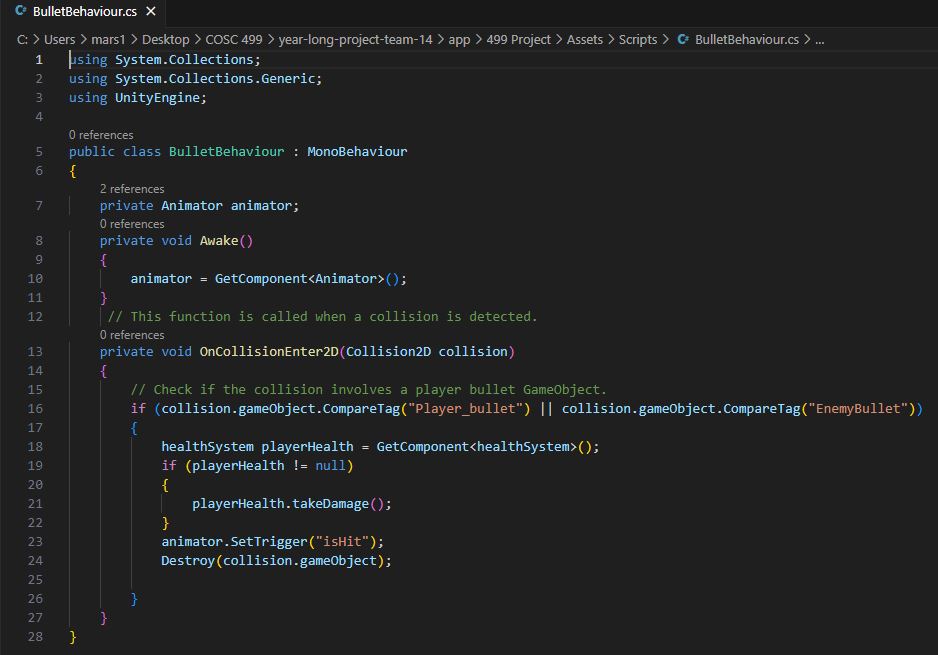 BulletBehaviour.cs
C: > Users > mars1 > Desktop > COSC 499 > year-long-project-team-14 > app > 499 Project > Assets > Scripts > BulletBehaviour.cs > ...
1 using System.Collections;
2 using System.Collections.Generic;
3 using UnityEngine;
4
0 references
5 public class BulletBehaviour : MonoBehaviour
6 {
2 references
7 private Animator animator;
0 references
8 private void Awake()
9 {
10 animator = GetComponent<Animator>();
11 }
12 // This function is called when a collision is detected.
0 references
13 private void OnCollisionEnter2D(Collision2D collision)
14 {
15 // Check if the collision involves a player bullet GameObject.
16 if (collision.gameObject.CompareTag("Player_bullet") || collision.gameObject.CompareTag("EnemyBullet"))
17 {
18 healthSystem playerHealth = GetComponent<healthSystem>();
19 if (playerHealth != null)
20 {
21 playerHealth.takeDamage();
22 }
23 animator.SetTrigger("isHit");
24 Destroy(collision.gameObject);
25
26 }
27 }
28 }